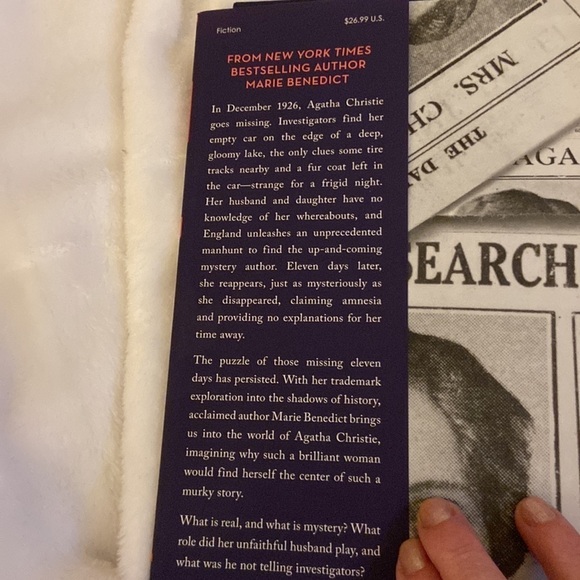 Fiction
$26.99 U.S.
FROM NEW YORK TIMES
BESTSELLING AUTHOR
MARIE BENEDICT
In December 1926, Agatha Christie
goes missing. Investigators find her
empty car on the edge of a deep,
gloomy lake, the only clues some tire
tracks nearby and a fur coat left in
the car—strange for a frigid night.
Her husband and daughter have no
knowledge of her whereabouts, and
England unleashes an unprecedented
manhunt to find the up-and-coming
mystery author. Eleven days later,
she reappears, just as mysteriously as
she disappeared, claiming amnesia
and providing no explanations for her
time away.
The puzzle of those missing eleven
days has persisted. With her trademark
exploration into the shadows of history,
acclaimed author Marie Benedict brings
us into the world of Agatha Christie,
imagining why such a brilliant woman
would find herself the center of such a
murky story.
What is real, and what is mystery? What
role did her unfaithful husband play, and
what was he not telling investigators?
MRS. CH
THE DA
AGA
SEARCH